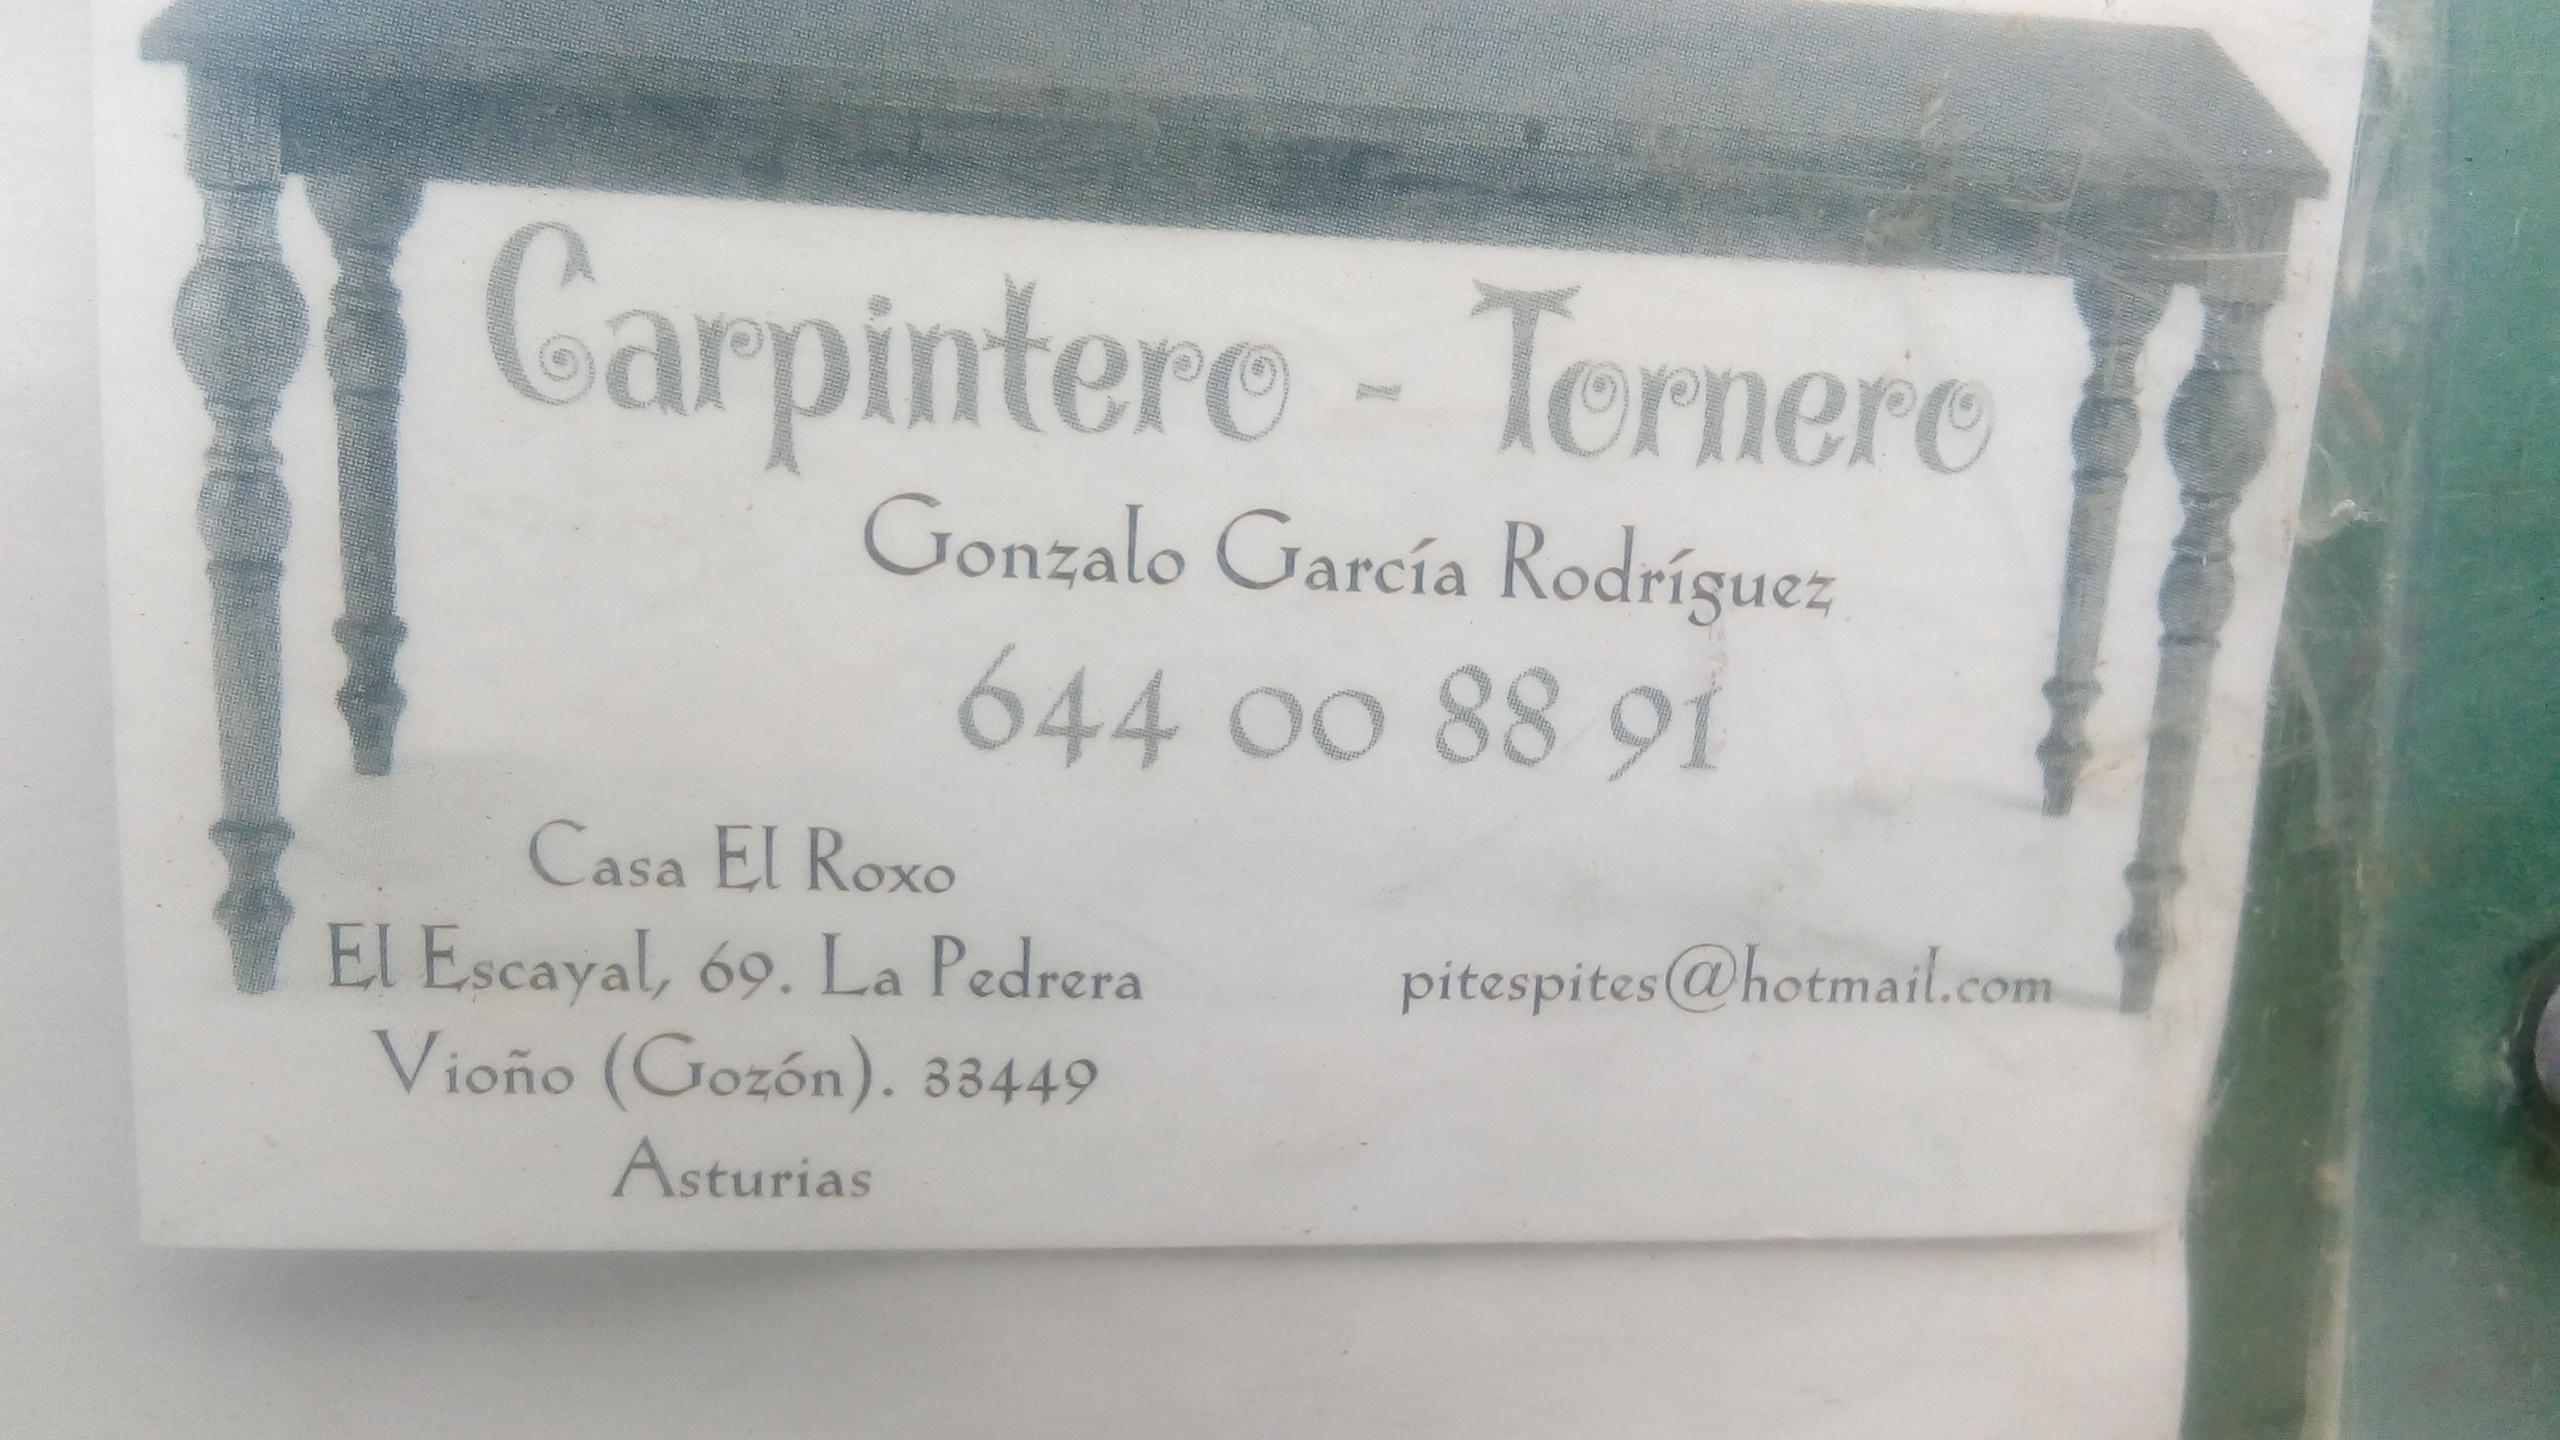 Carpintero - Tornero
Gonzalo García Rodríguez
644 00 88 91
Casa El Roxo
El Escayal, 69. La Pedrera
Vioño (Gozón). 33449
Asturias
pitespites@hotmail.com